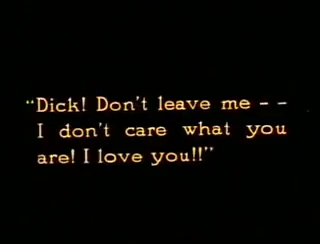 "Dick! Don't leave me - -
I don't care what you
are! I love you!!"